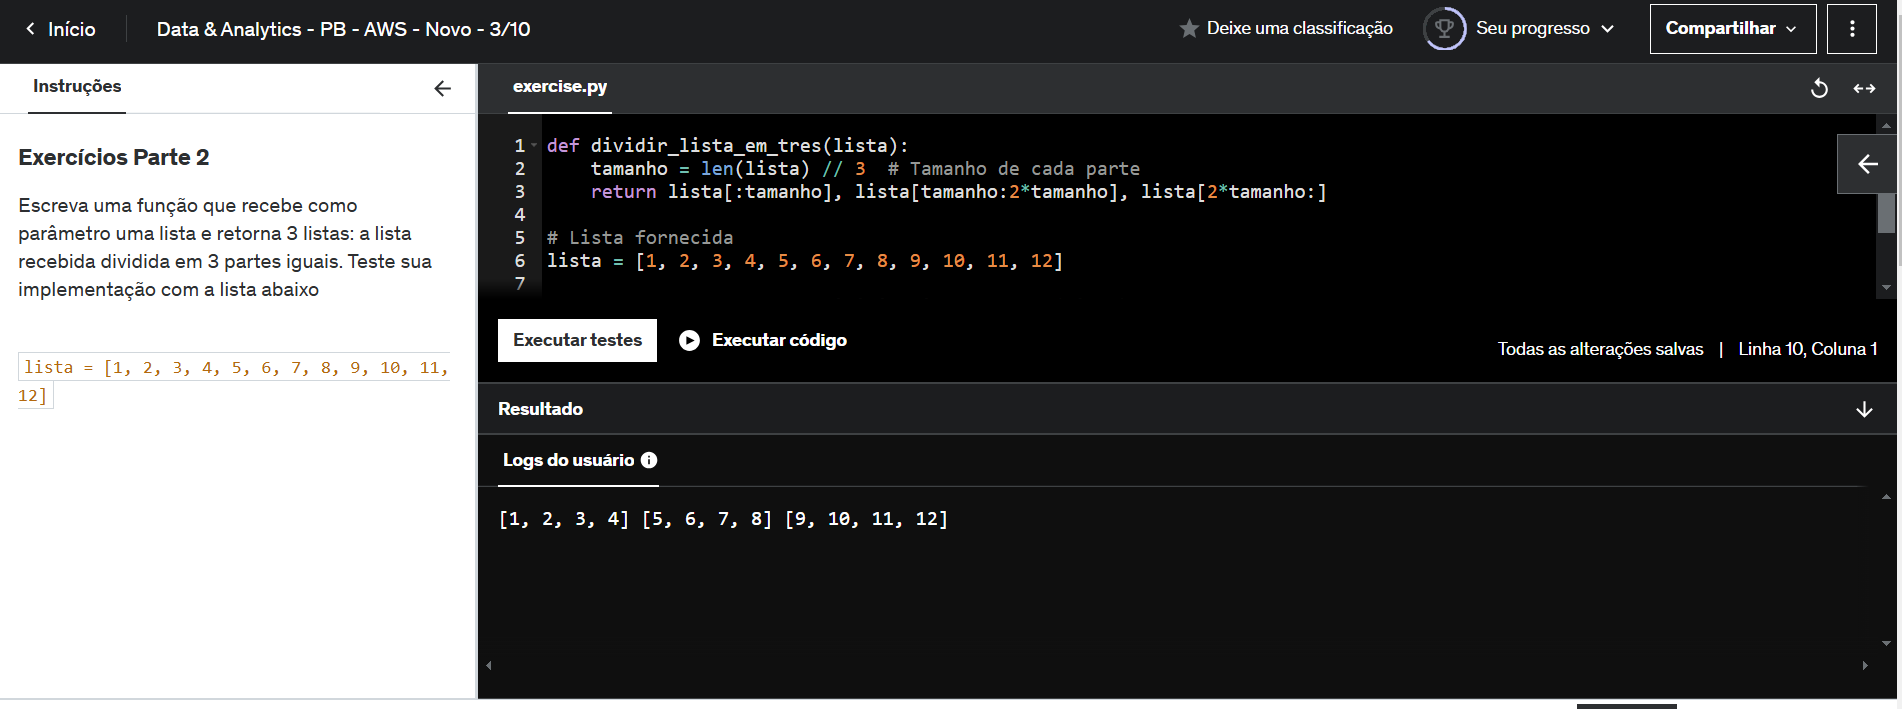 Início
Data & Analytics - PB - AWS - Novo - 3/10
Deixe uma classificação
Seu progresso
Compartilhar
Instruções
Exercícios Parte 2
Escreva uma função que recebe como
parâmetro uma lista e retorna 3 listas: a lista
recebida dividida em 3 partes iguais. Teste sua
implementação com a lista abaixo
lista = [1, 2, 3, 4, 5, 6, 7, 8, 9, 10, 11,
12]
exercise.py
1 def dividir_lista_em_tres(lista):
2     tamanho = len(lista) // 3  # Tamanho de cada parte
3     return lista[:tamanho], lista[tamanho:2*tamanho], lista[2*tamanho:]
4
5 # Lista fornecida
6 lista = [1, 2, 3, 4, 5, 6, 7, 8, 9, 10, 11, 12]
7
Executar testes
Executar código
Todas as alterações salvas | Linha 10, Coluna 1
Resultado
Logs do usuário
[1, 2, 3, 4] [5, 6, 7, 8] [9, 10, 11, 12]